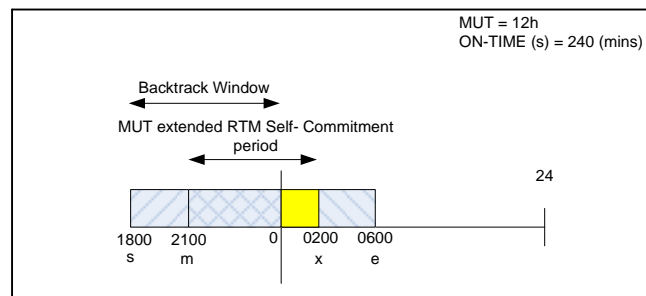 MUT = 12h
ON-TIME (s) = 240 (mins)
Backtrack Window
MUT extended RTM Self- Commitment
period
24
1800 2100 0 0200 0600
s m x e